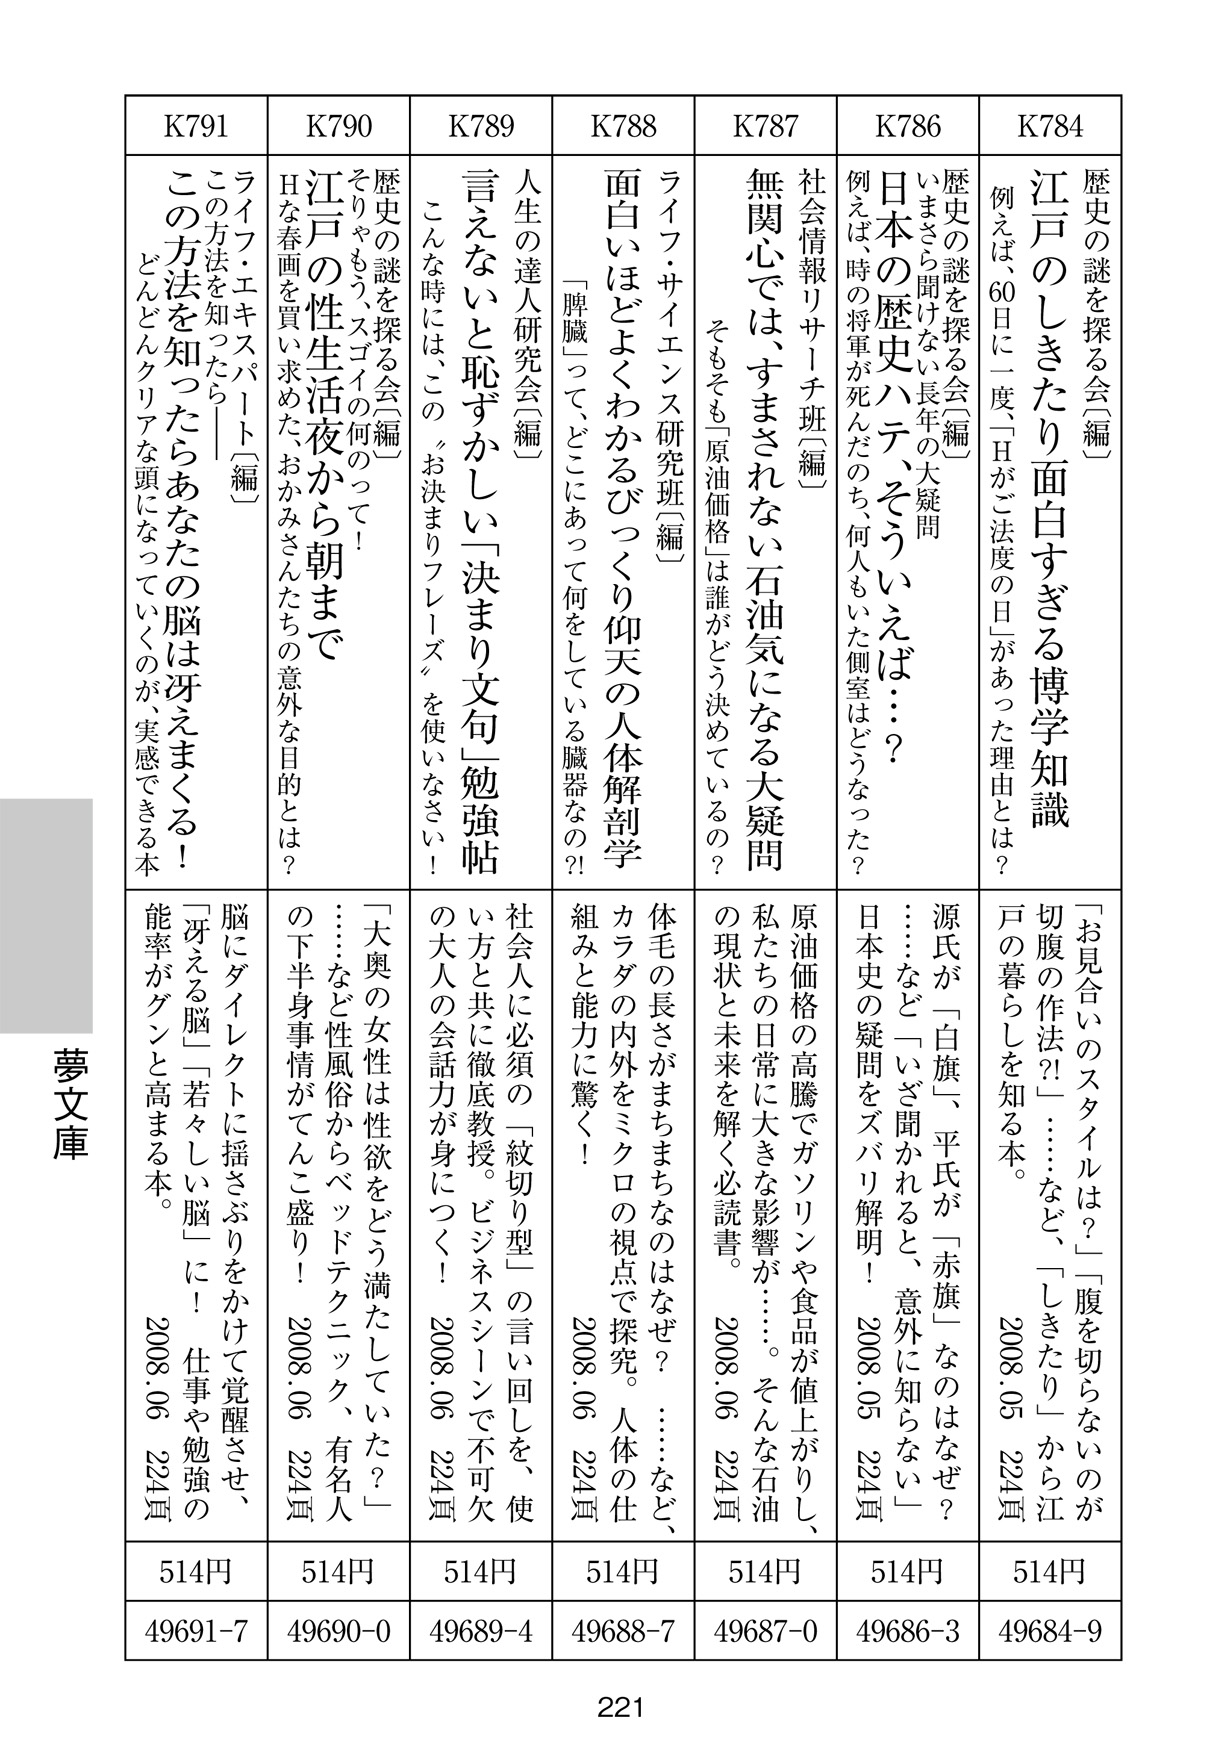 K784
歴史の謎を探る会〔編〕
江戸のしきたり面白すぎる博学知識
例えば、60日に一度、「Hがご法度の日」があった理由とは?
「お見合いのスタイルは?」「腹を切らないのが
切腹の作法?!」……など、「しきたり」から江
戸の暮らしを知る本。
2008.05 224頁
514円
49684-9
K786
歴史の謎を探る会〔編〕
いまさら聞けない長年の大疑問
日本の歴史ハテ、そういえば…?
例えば、時の将軍が死んだのち、何人もいた側室はどうなった?
源氏が「白旗」、平氏が「赤旗」なのはなぜ?
……など「いざ聞かれると、意外に知らない」
日本史の疑問をズバリ解明!
2008.05 224頁
514円
49686-3
K787
社会情報リサーチ班〔編〕
無関心では、すまされない石油気になる大疑問
そもそも「原油価格」は誰がどう決めているの?
原油価格の高騰でガソリンや食品が値上がりし、
私たちの日常に大きな影響が……。そんな石油
の現状と未来を解く必読書。
2008.06 224頁
514円
49687-0
K788
ライフ・サイエンス研究班〔編〕
面白いほどよくわかるびっくり仰天の人体解剖学
「脾臓」って、どこにあって何をしている臓器なの?!
体毛の長さがまちまちなのはなぜ? ……など、
カラダの内外をミクロの視点で探究。人体の仕
組みと能力に驚く!
2008.06 224頁
514円
49688-7
K789
人生の達人研究会〔編〕
言えないと恥ずかしい「決まり文句」勉強帖
こんな時には、この〝お決まりフレーズ〟を使いなさい!
社会人に必須の「紋切り型」の言い回しを、使
い方と共に徹底教授。ビジネスシーンで不可欠
の大人の会話力が身につく!
2008.06 224頁
514円
49689-4
K790
歴史の謎を探る会〔編〕
そりゃもう、スゴイの何のって!
江戸の性生活夜から朝まで
Hな春画を買い求めた、おかみさんたちの意外な目的とは?
「大奥の女性は性欲をどう満たしていた?」
……など性風俗からベッドテクニック、有名人
の下半身事情がてんこ盛り!
2008.06 224頁
514円
49690-0
K791
ライフ・エキスパート〔編〕
この方法を知ったら――
この方法を知ったらあなたの脳は冴えまくる!
どんどんクリアな頭になっていくのが、実感できる本
脳にダイレクトに揺さぶりをかけて覚醒させ、
「冴える脳」「若々しい脳」に! 仕事や勉強の
能率がグンと高まる本。
2008.06 224頁
514円
49691-7
夢文庫
221